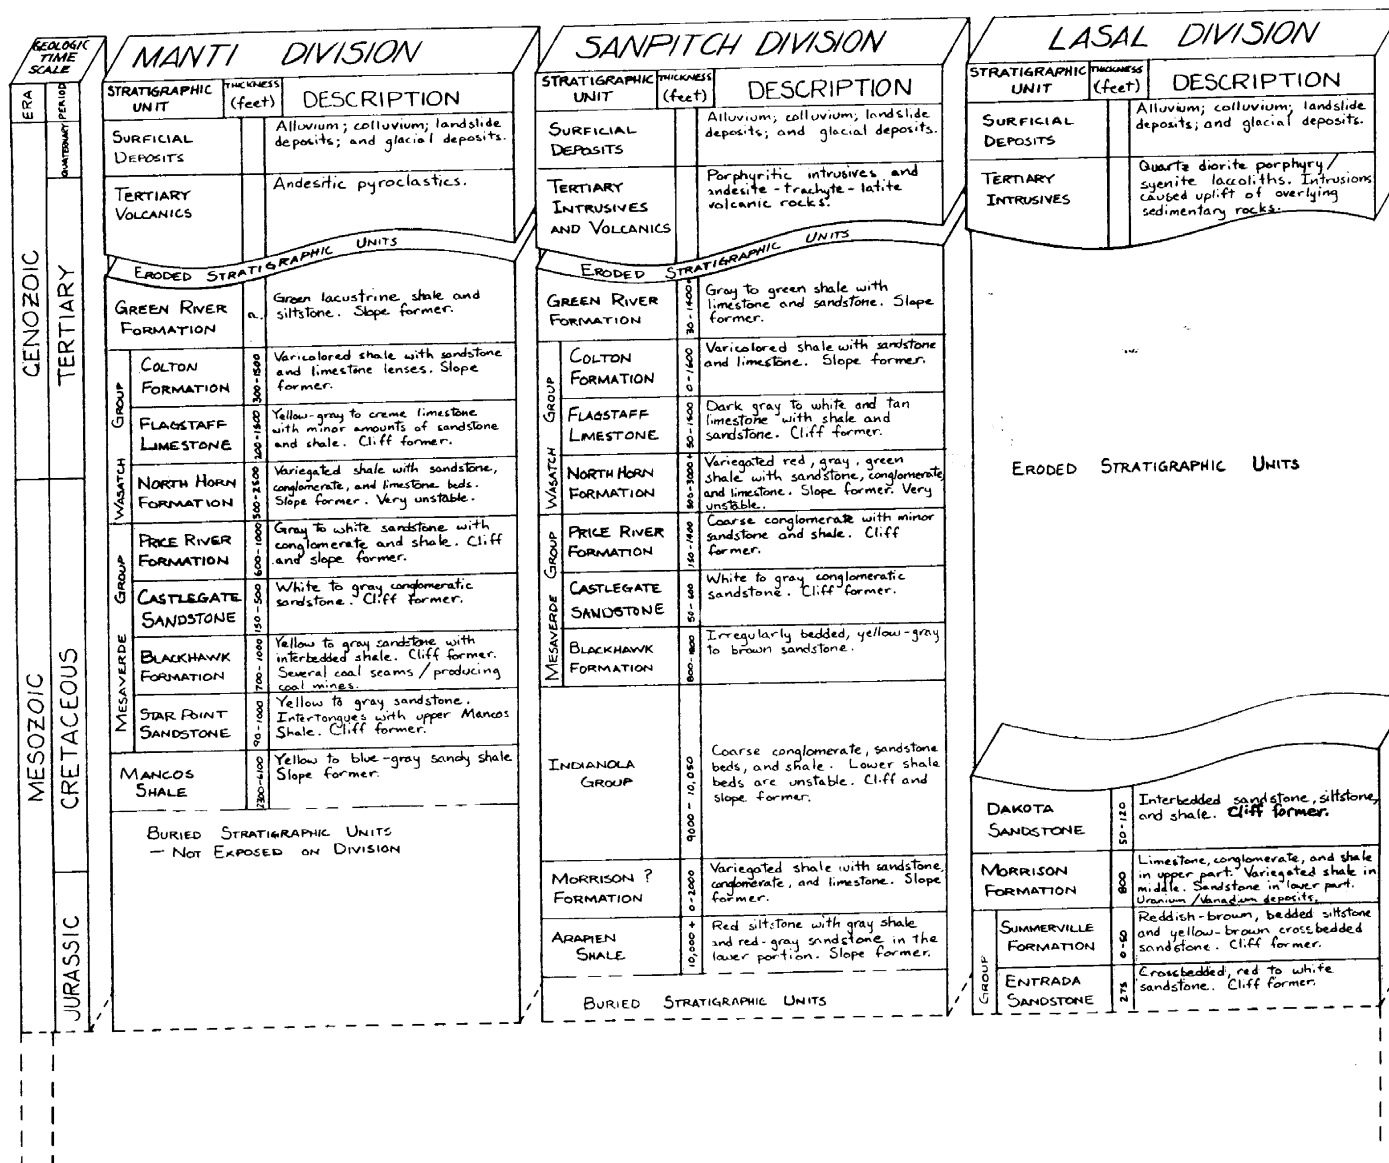 GEOLOGIC
TIME
SCALE
ERA
PERIOD
CENOZOIC
MESOZOIC
QUATERNARY
TERTIARY
CRETACEOUS
JURASSIC
MANTI DIVISION
STRATIGRAPHIC
UNIT
THICKNESS
(feet)
DESCRIPTION
SURFICIAL
DEPOSITS
Alluvium; colluvium; landslide
deposits; and glacial deposits.
TERTIARY
VOLCANICS
Andesitic pyroclastics.
ERODED STRATIGRAPHIC UNITS
GREEN RIVER
FORMATION
Green lacustrine shale and
siltstone. Slope former.
WASATCH GROUP
COLTON
FORMATION
300-1500
Varicolored shale with sandstone
and limestone lenses. Slope
former.
FLAGSTAFF
LIMESTONE
200-1500
Yellow-gray to creme limestone
with minor amounts of sandstone
and shale. Cliff former.
NORTH HORN
FORMATION
500-2500
Variegated shale with sandstone,
conglomerate, and limestone beds.
Slope former. Very unstable.
MESAVERDE GROUP
PRICE RIVER
FORMATION
600-1000
Gray to white sandstone with
conglomerate and shale. Cliff
and slope former.
CASTLEGATE
SANDSTONE
150-500
White to gray conglomeratic
sandstone. Cliff former.
BLACKHAWK
FORMATION
700-1000
Yellow to gray sandstone with
interbedded shale. Cliff former.
Several coal seams / producing
coal mines.
STAR POINT
SANDSTONE
90-1000
Yellow to gray sandstone.
Intertongues with upper Mancos
Shale. Cliff former.
MANCOS
SHALE
2300-6100
Yellow to blue-gray sandy shale
Slope former.
BURIED STRATIGRAPHIC UNITS
— NOT EXPOSED ON DIVISION
SANPITCH DIVISION
STRATIGRAPHIC
UNIT
THICKNESS
(feet)
DESCRIPTION
SURFICIAL
DEPOSITS
Alluvium; colluvium; landslide
deposits; and glacial deposits.
TERTIARY
INTRUSIVES
AND VOLCANICS
Porphyritic intrusives and
andesite-trachyte-latite
volcanic rocks.
ERODED STRATIGRAPHIC UNITS
GREEN RIVER
FORMATION
30-1400+
Gray to green shale with
limestone and sandstone. Slope
former.
WASATCH GROUP
COLTON
FORMATION
0-1600
Varicolored shale with sandstone
and limestone. Slope former.
FLAGSTAFF
LIMESTONE
50-1500
Dark gray to white and tan
limestone with shale and
sandstone. Cliff former.
NORTH HORN
FORMATION
500-3000+
Variegated red, gray, green
shale with sandstone, conglomerate,
and limestone. Slope former. Very
unstable.
MESAVERDE GROUP
PRICE RIVER
FORMATION
150-1400
Coarse conglomerate with minor
sandstone and shale. Cliff
former.
CASTLEGATE
SANDSTONE
50-600
White to gray conglomeratic
sandstone. Cliff former.
BLACKHAWK
FORMATION
800-1800
Irregularly bedded, yellow-gray
to brown sandstone.
INDIANOLA
GROUP
9000-10,050
Coarse conglomerate, sandstone
beds, and shale. Lower shale
beds are unstable. Cliff and
slope former.
MORRISON ?
FORMATION
0-2000
Variegated shale with sandstone,
conglomerate, and limestone. Slope
former.
ARAPIEN
SHALE
10,000+
Red siltstone with gray shale
and red-gray sandstone in the
lower portion. Slope former.
BURIED STRATIGRAPHIC UNITS
LASAL DIVISION
STRATIGRAPHIC
UNIT
THICKNESS
(feet)
DESCRIPTION
SURFICIAL
DEPOSITS
Alluvium; colluvium; landslide
deposits; and glacial deposits.
TERTIARY
INTRUSIVES
Quartz diorite porphyry/
syenite laccoliths. Intrusions
caused uplift of overlying
sedimentary rocks.
ERODED STRATIGRAPHIC UNITS
DAKOTA
SANDSTONE
50-120
Interbedded sandstone, siltstone,
and shale. Cliff former.
MORRISON
FORMATION
800
Limestone, conglomerate, and shale
in upper part. Variegated shale in
middle. Sandstone in lower part.
Uranium/Vanadium deposits.
GROUP
SUMMERVILLE
FORMATION
0-50
Reddish-brown, bedded siltstone
and yellow-brown crossbedded
sandstone. Cliff former.
ENTRADA
SANDSTONE
275
Crossbedded, red to white
sandstone. Cliff former.